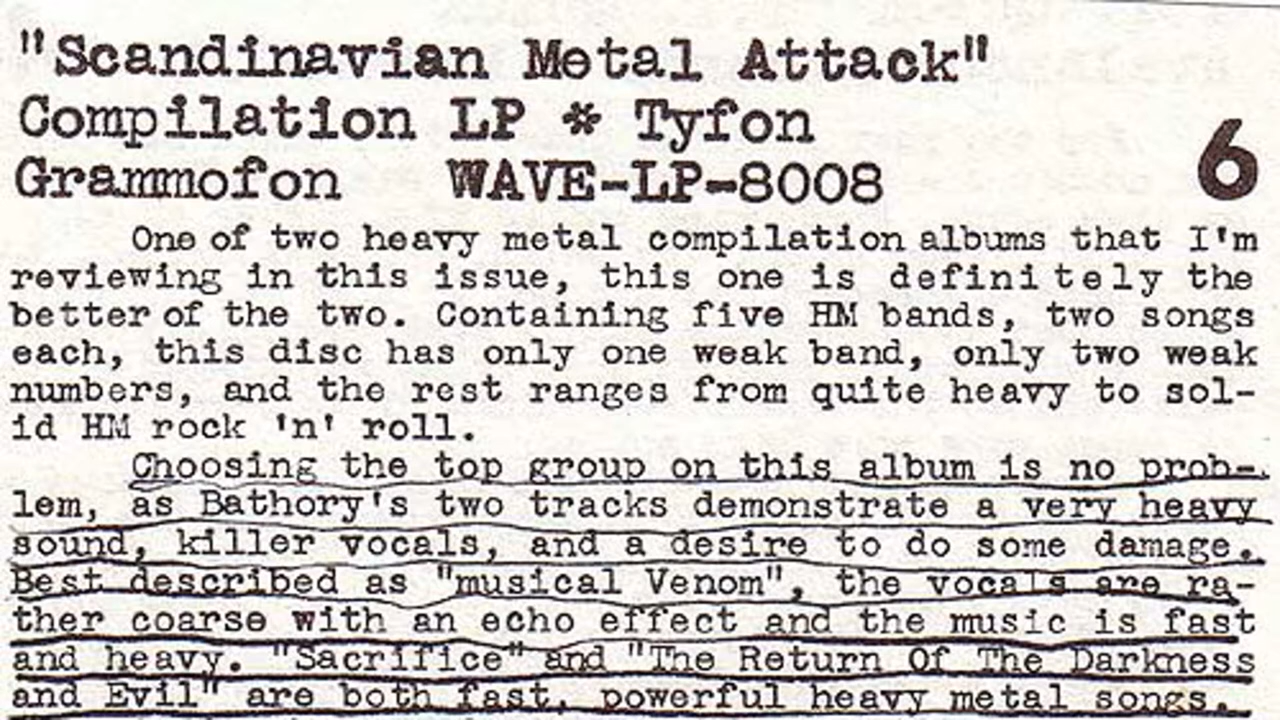 "Scandinavian Metal Attack"
Compilation LP * Tyfon
Grammofon WAVE-LP-8008 6
One of two heavy metal compilation albums that I'm
reviewing in this issue, this one is definitely the
better of the two. Containing five HM bands, two songs
each, this disc has only one weak band, only two weak
numbers, and the rest ranges from quite heavy to sol-
id HM rock 'n' roll.
Choosing the top group on this album is no prob-
lem, as Bathory's two tracks demonstrate a very heavy
sound, killer vocals, and a desire to do some damage.
Best described as "musical Venom", the vocals are ra-
ther coarse with an echo effect and the music is fast
and heavy. "Sacrifice" and "The Return Of The Darkness
and Evil" are both fast, powerful heavy metal songs.